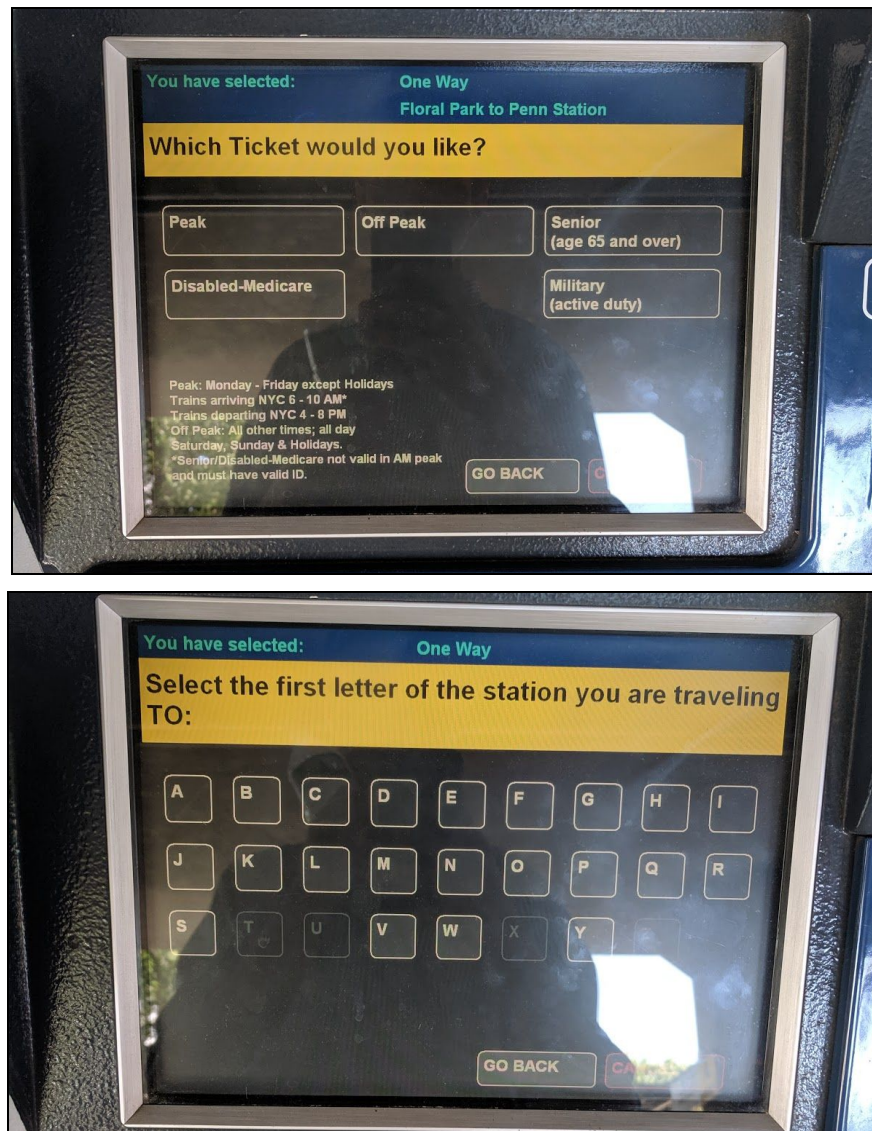 You have selected: One Way
Floral Park to Penn Station
Which Ticket would you like?
Peak Off Peak Senior
(age 65 and over)
Disabled-Medicare Military
(active duty)
Peak: Monday - Friday except Holidays
Trains arriving NYC 6 - 10 AM*
Trains departing NYC 4 - 8 PM
Off Peak: All other times; all day
Saturday, Sunday & Holidays.
*Senior/Disabled-Medicare not valid in AM peak
and must have valid ID.
GO BACK
You have selected: One Way
Select the first letter of the station you are traveling
TO:
A B C D E F G H I
J K L M N O P Q R
S T U V W X Y
GO BACK